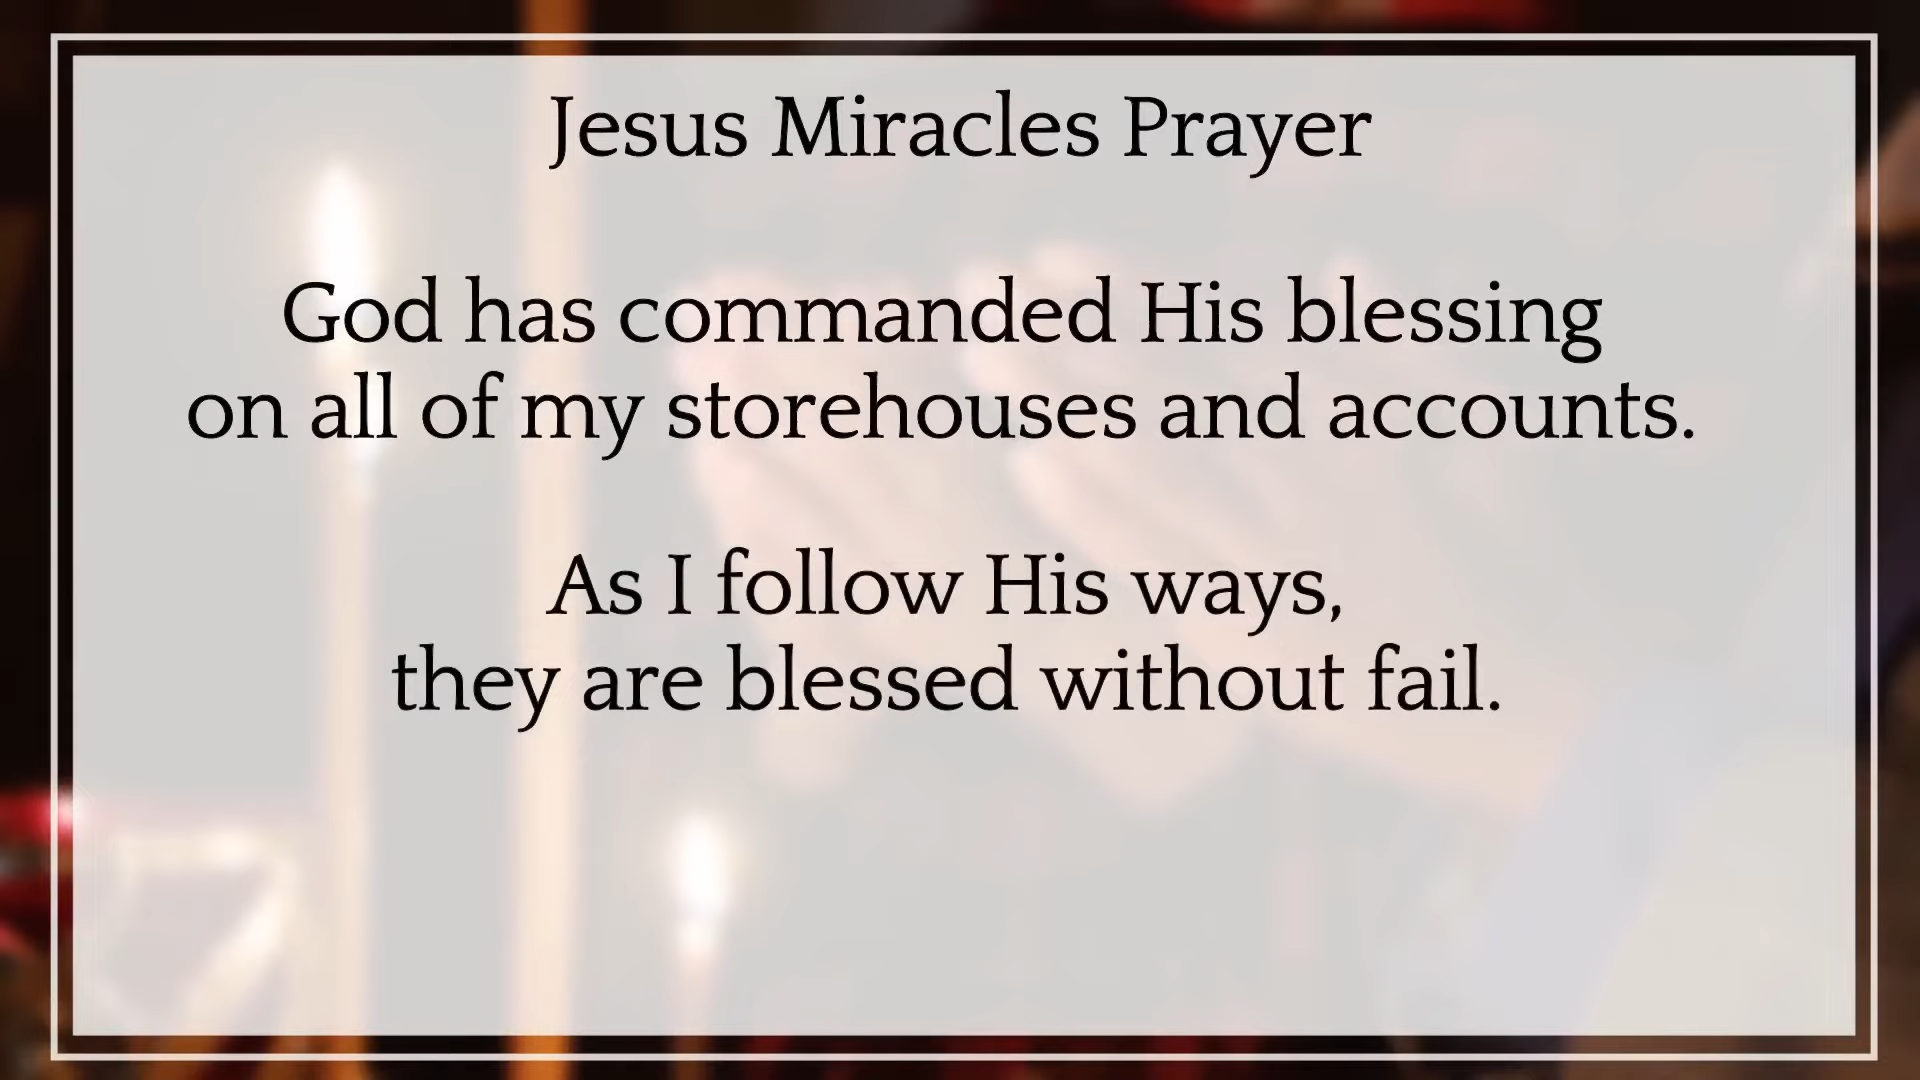 Jesus Miracles Prayer
God has commanded His blessing
on all of my storehouses and accounts.
As I follow His ways,
they are blessed without fail.